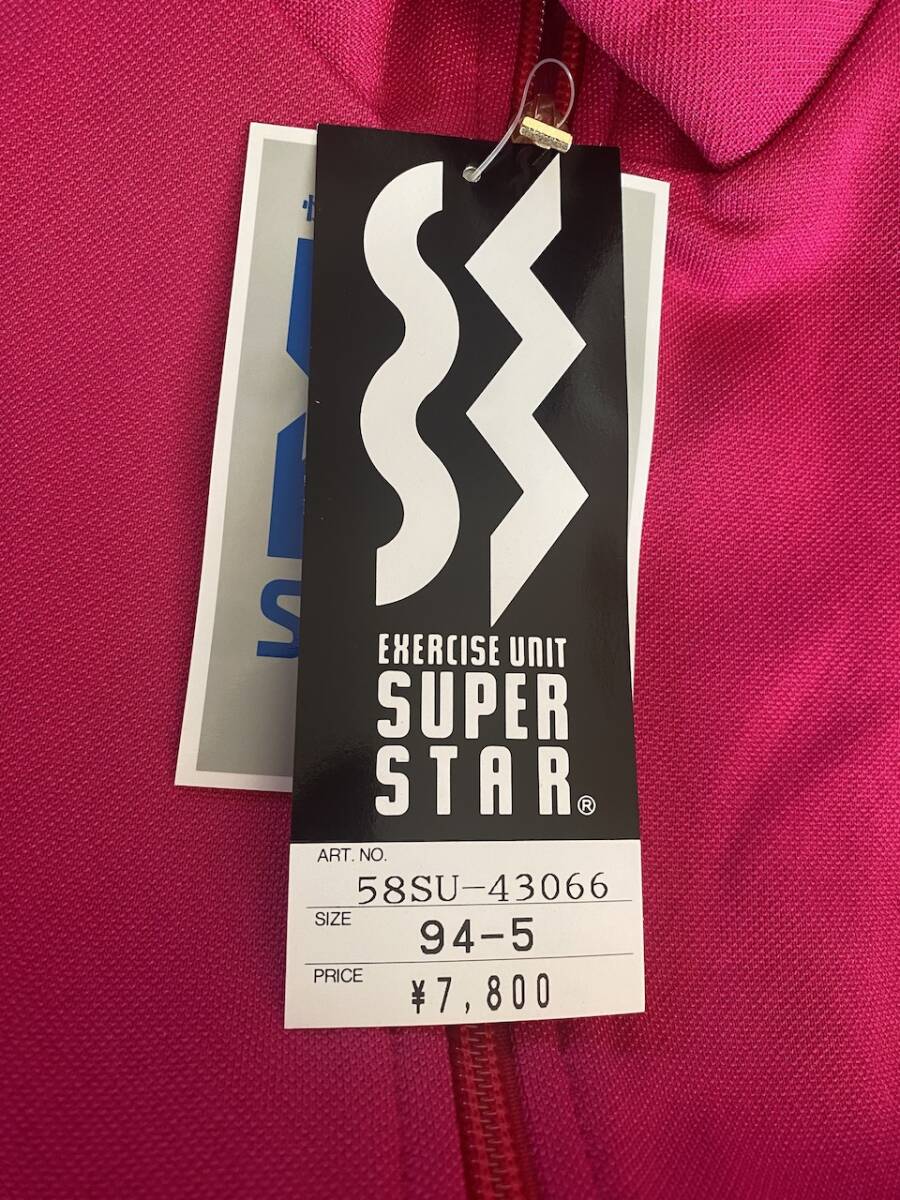 EXERCISE UNIT
SUPER
STAR®
ART. NO.
58SU-43066
SIZE
94-5
PRICE
¥7,800